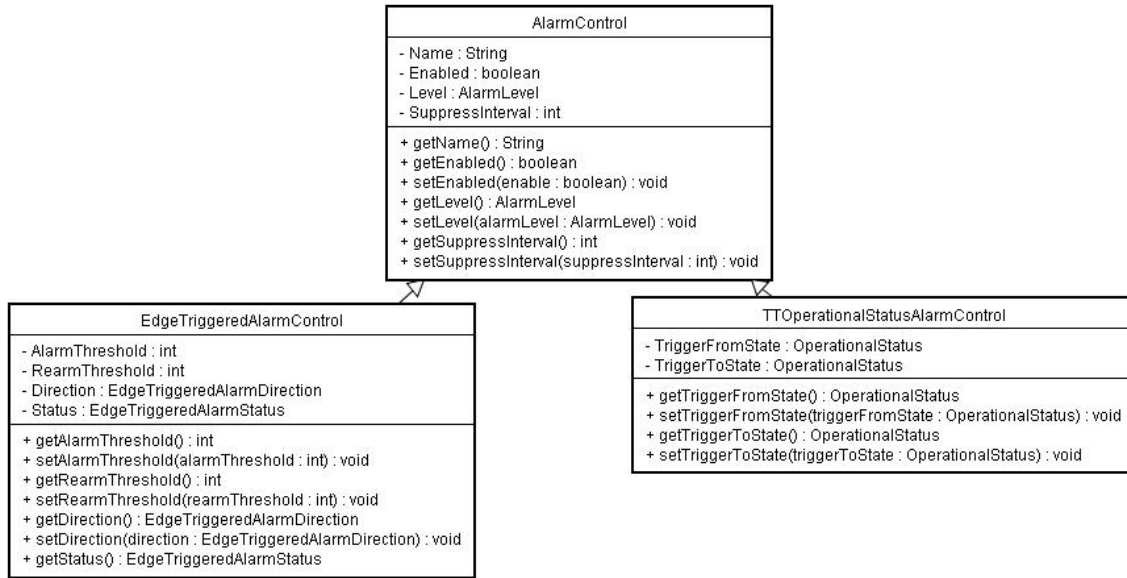 AlarmControl
- Name : String
- Enabled : boolean
- Level : AlarmLevel
- SuppressInterval : int
+ getName() : String
+ getEnabled() : boolean
+ setEnabled(enable : boolean) : void
+ getLevel() : AlarmLevel
+ setLevel(alarmLevel : AlarmLevel) : void
+ getSuppressInterval() : int
+ setSuppressInterval(suppressInterval : int) : void
EdgeTriggeredAlarmControl
- AlarmThreshold : int
- RearmThreshold : int
- Direction : EdgeTriggeredAlarmDirection
- Status : EdgeTriggeredAlarmStatus
+ getAlarmThreshold() : int
+ setAlarmThreshold(alarmThreshold : int) : void
+ getRearmThreshold() : int
+ setRearmThreshold(rearmThreshold : int) : void
+ getDirection() : EdgeTriggeredAlarmDirection
+ setDirection(direction : EdgeTriggeredAlarmDirection) : void
+ getStatus() : EdgeTriggeredAlarmStatus
TTOperationalStatusAlarmControl
- TriggerFromState : OperationalStatus
- TriggerToState : OperationalStatus
+ getTriggerFromState() : OperationalStatus
+ setTriggerFromState(triggerFromState : OperationalStatus) : void
+ getTriggerToState() : OperationalStatus
+ setTriggerToState(triggerToState : OperationalStatus) : void